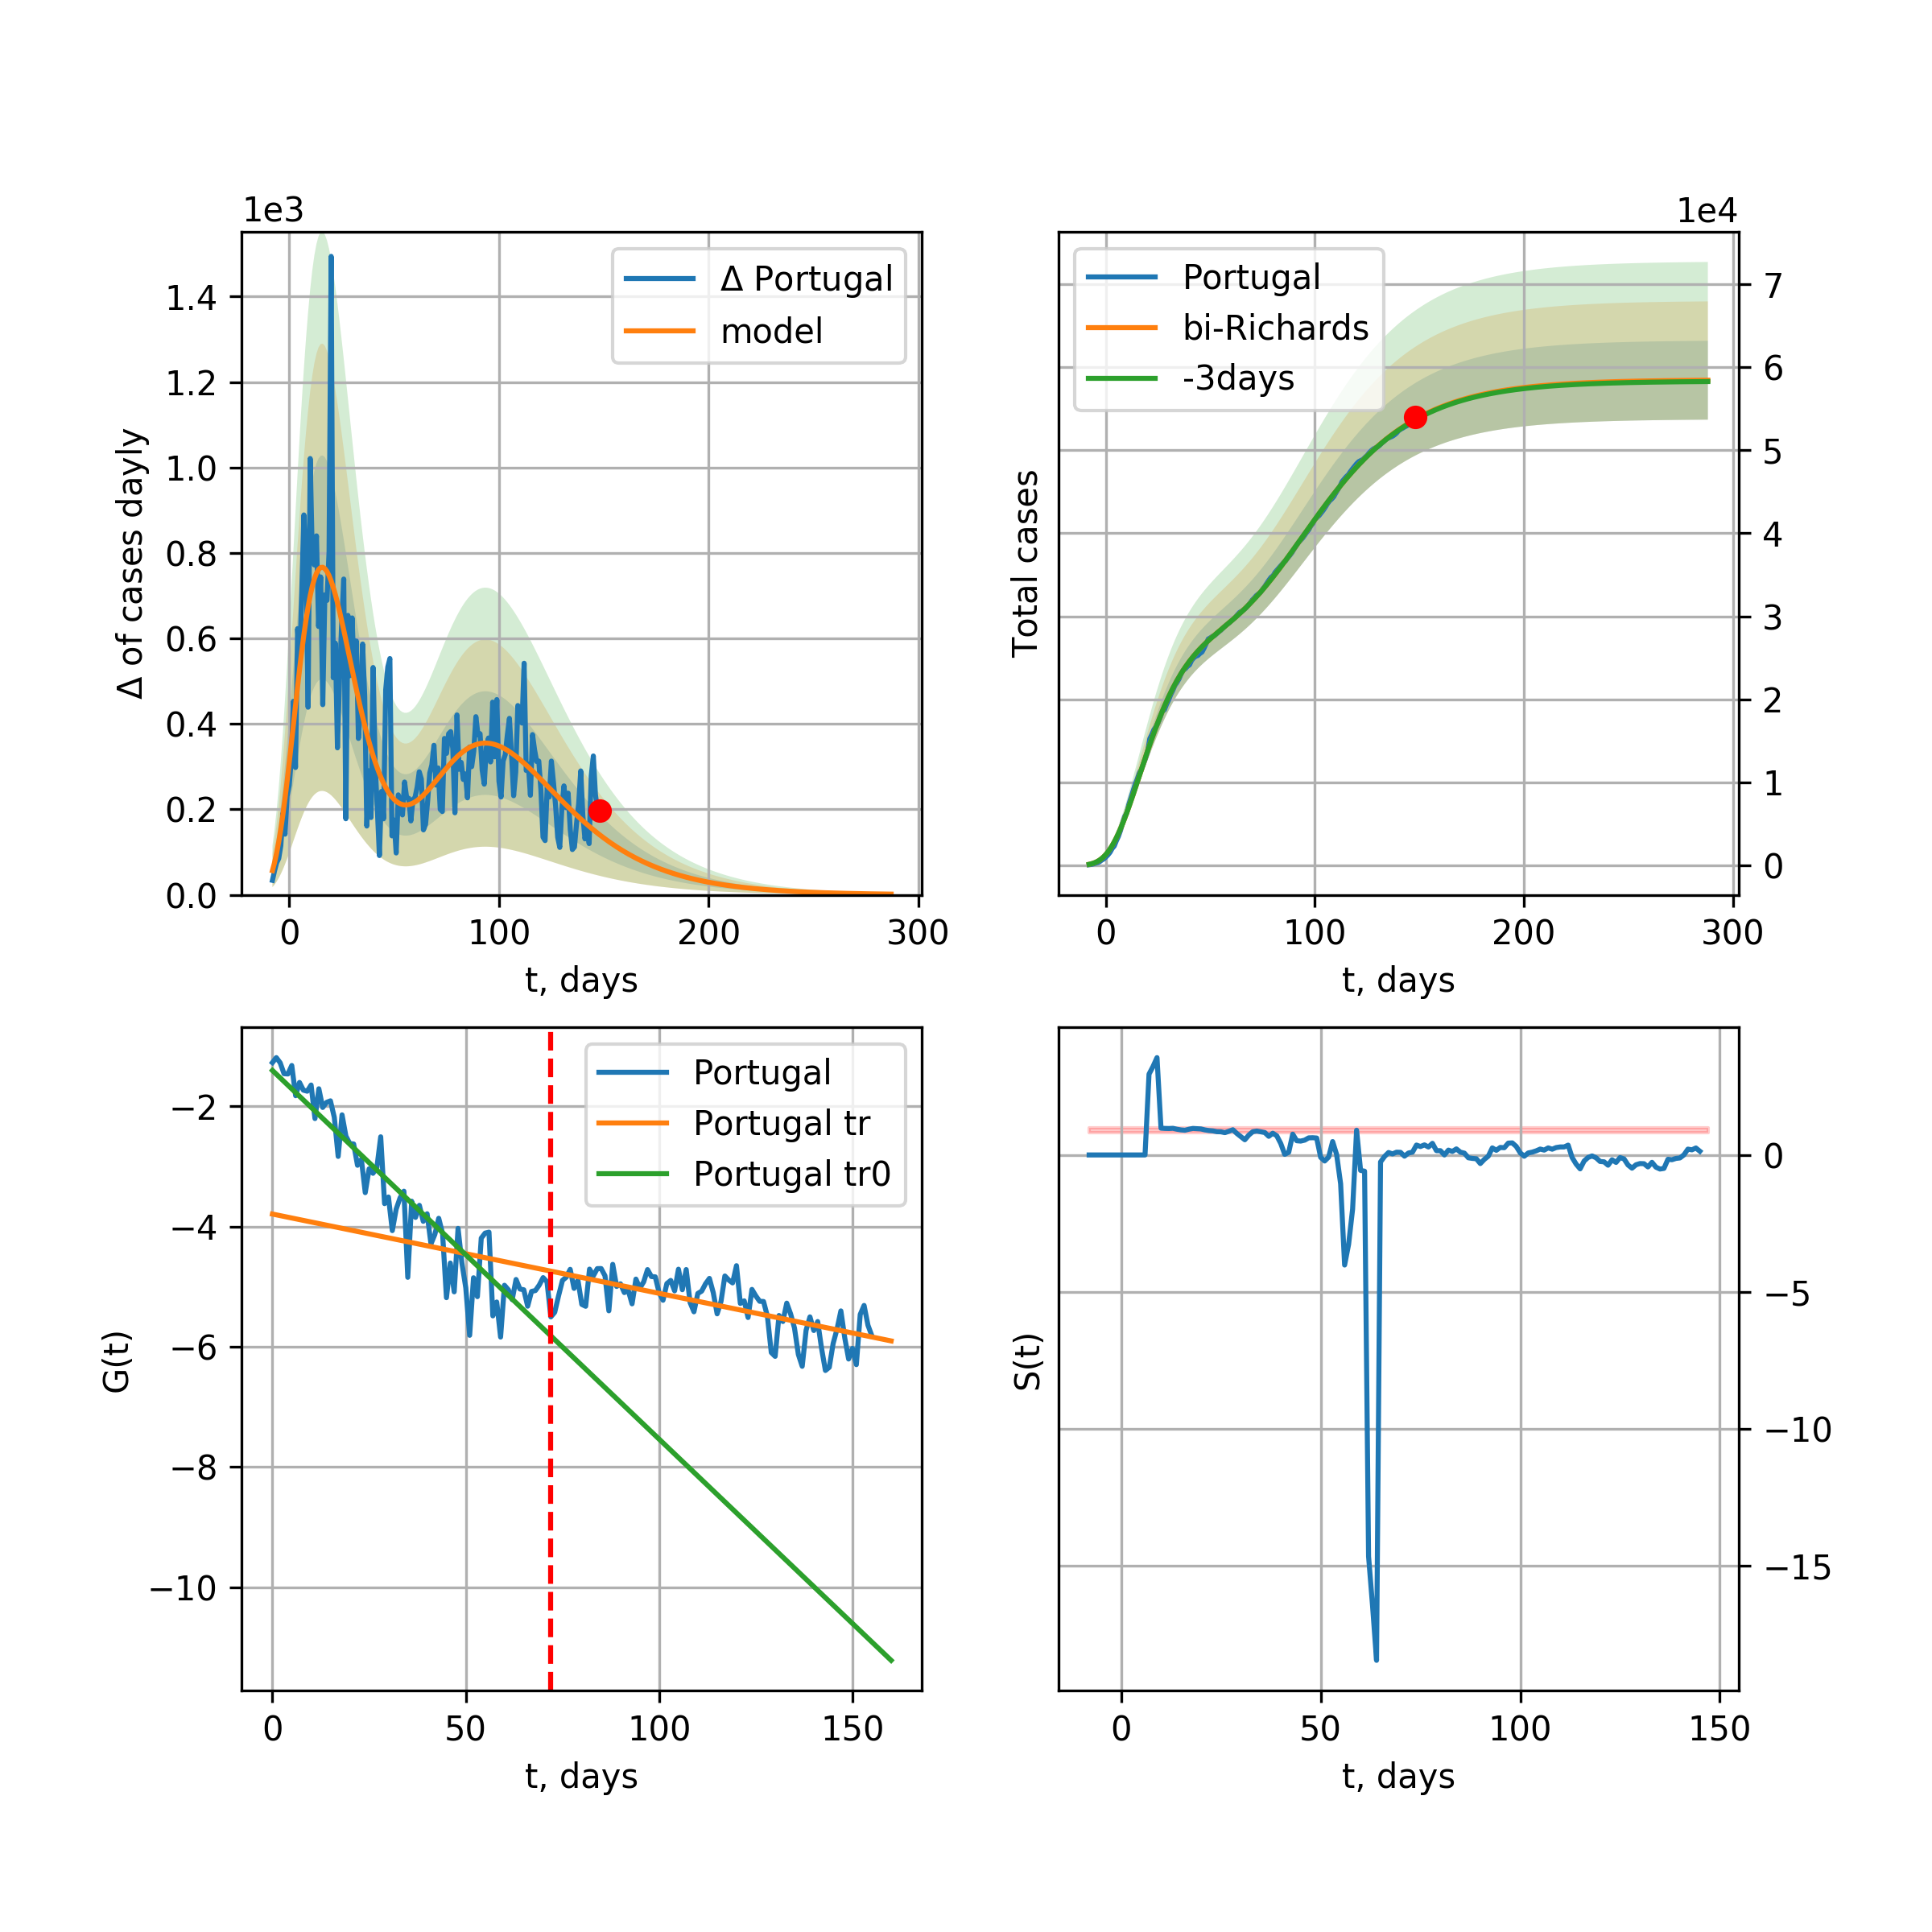 1e3
Δ of cases dayly
1.4
1.2
1.0
0.8
0.6
0.4
0.2
0.0
Δ Portugal
model
0 100 200 300
t, days
1e4
Total cases
Portugal
bi-Richards
-3days
7
6
5
4
3
2
1
0
0 100 200 300
t, days
G(t)
−2
−4
−6
−8
−10
Portugal
Portugal tr
Portugal tr0
0 50 100 150
t, days
S(t)
0
−5
−10
−15
0 50 100 150
t, days